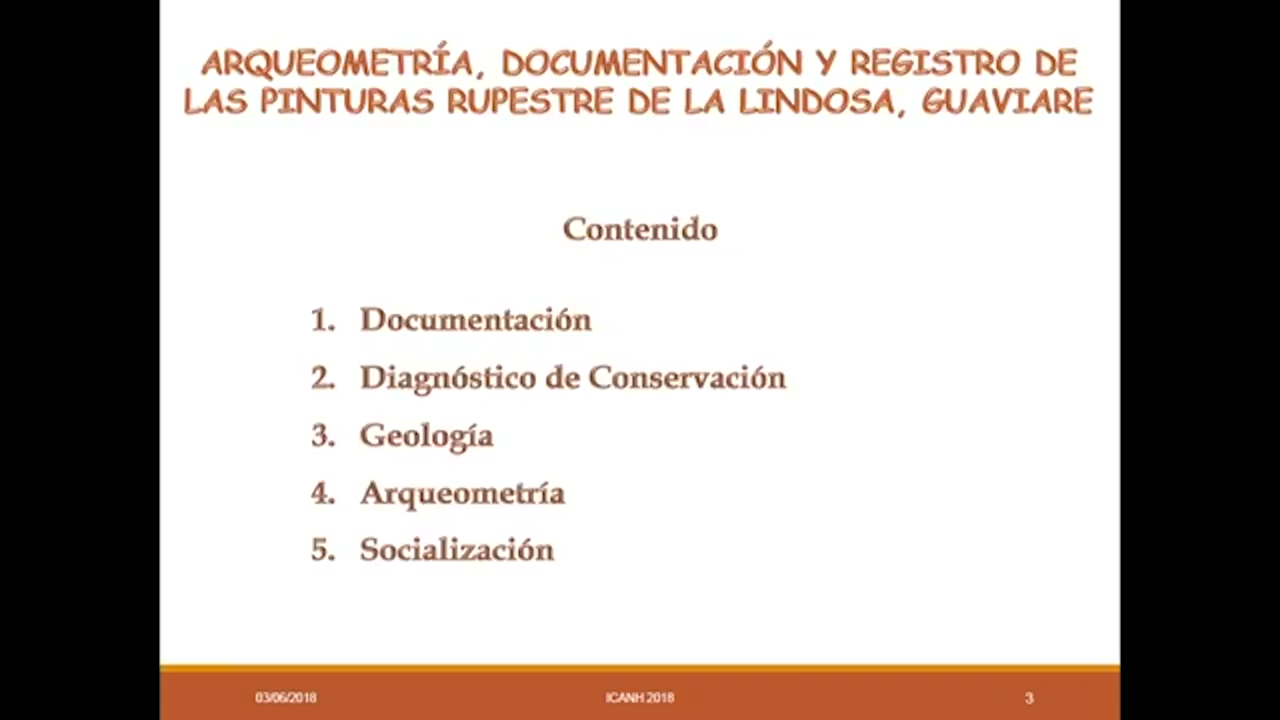 ARQUEOMETRÍA, DOCUMENTACIÓN Y REGISTRO DE
LAS PINTURAS RUPESTRE DE LA LINDOSA, GUAVIARE
Contenido
1. Documentación
2. Diagnóstico de Conservación
3. Geología
4. Arqueometría
5. Socialización
03/06/2018 ICANH 2018 3